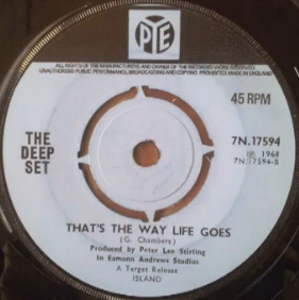 PYE
ALL RIGHTS OF THE MANUFACTURERS AND OWNER OF THE RECORDED WORK RESERVED
UNAUTHORISED PUBLIC PERFORMANCE, BROADCASTING AND COPYING PROHIBITED. MADE IN ENGLAND
45 RPM
THE
DEEP
SET
7N.17594
℗ 1968
7N.17594-B
THAT'S THE WAY LIFE GOES
(G. Chambers)
Produced by Peter Lee Stirling
in Eamonn Andrews Studios
A Target Release
ISLAND